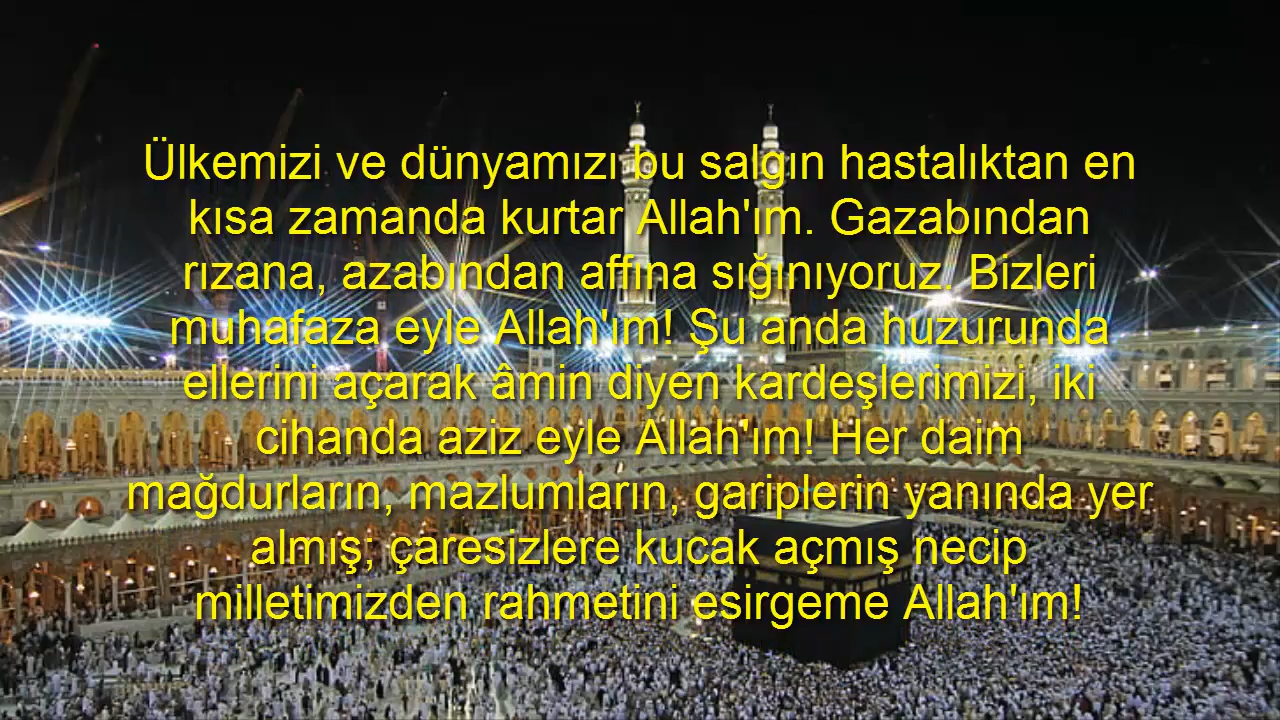 Ülkemizi ve dünyamızı bu salgın hastalıktan en
kısa zamanda kurtar Allah'ım. Gazabından
rızana, azabından affına sığınıyoruz. Bizleri
muhafaza eyle Allah'ım! Şu anda huzurunda
ellerini açarak âmin diyen kardeşlerimizi, iki
cihanda aziz eyle Allah'ım! Her daim
mağdurların, mazlumların, gariplerin yanında yer
almış; çaresizlere kucak açmış necip
milletimizden rahmetini esirgeme Allah'ım!